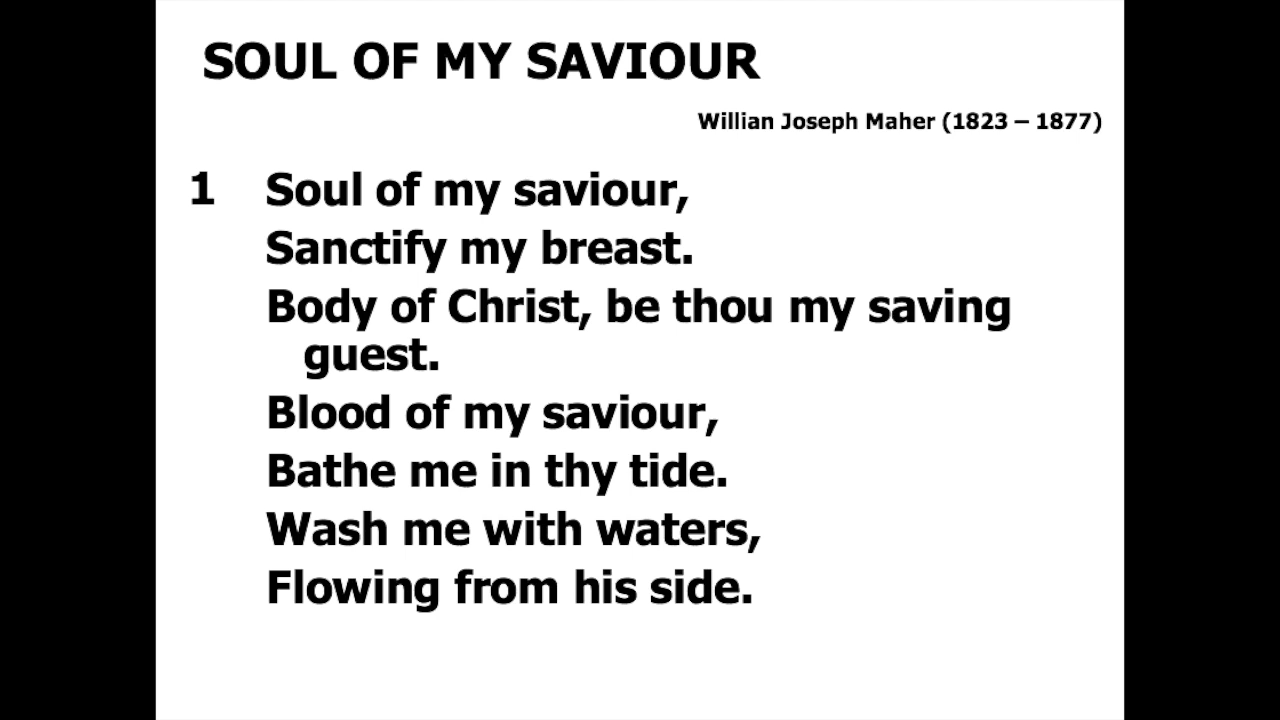 SOUL OF MY SAVIOUR
Willian Joseph Maher (1823 – 1877)
1 Soul of my saviour,
Sanctify my breast.
Body of Christ, be thou my saving
guest.
Blood of my saviour,
Bathe me in thy tide.
Wash me with waters,
Flowing from his side.